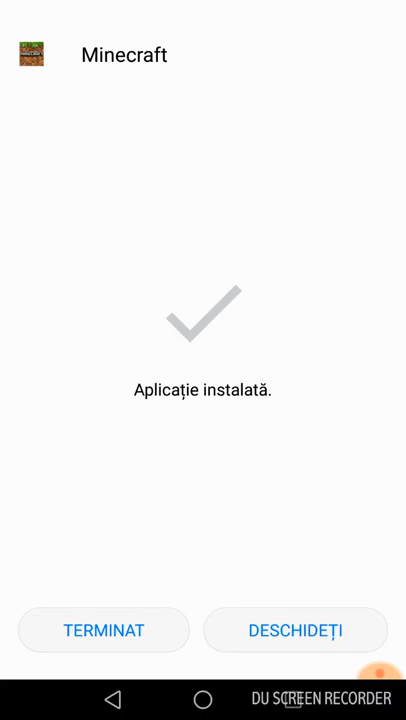 Minecraft
Aplicație instalată.
TERMINAT
DESCHIDEȚI
DU SCREEN RECORDER